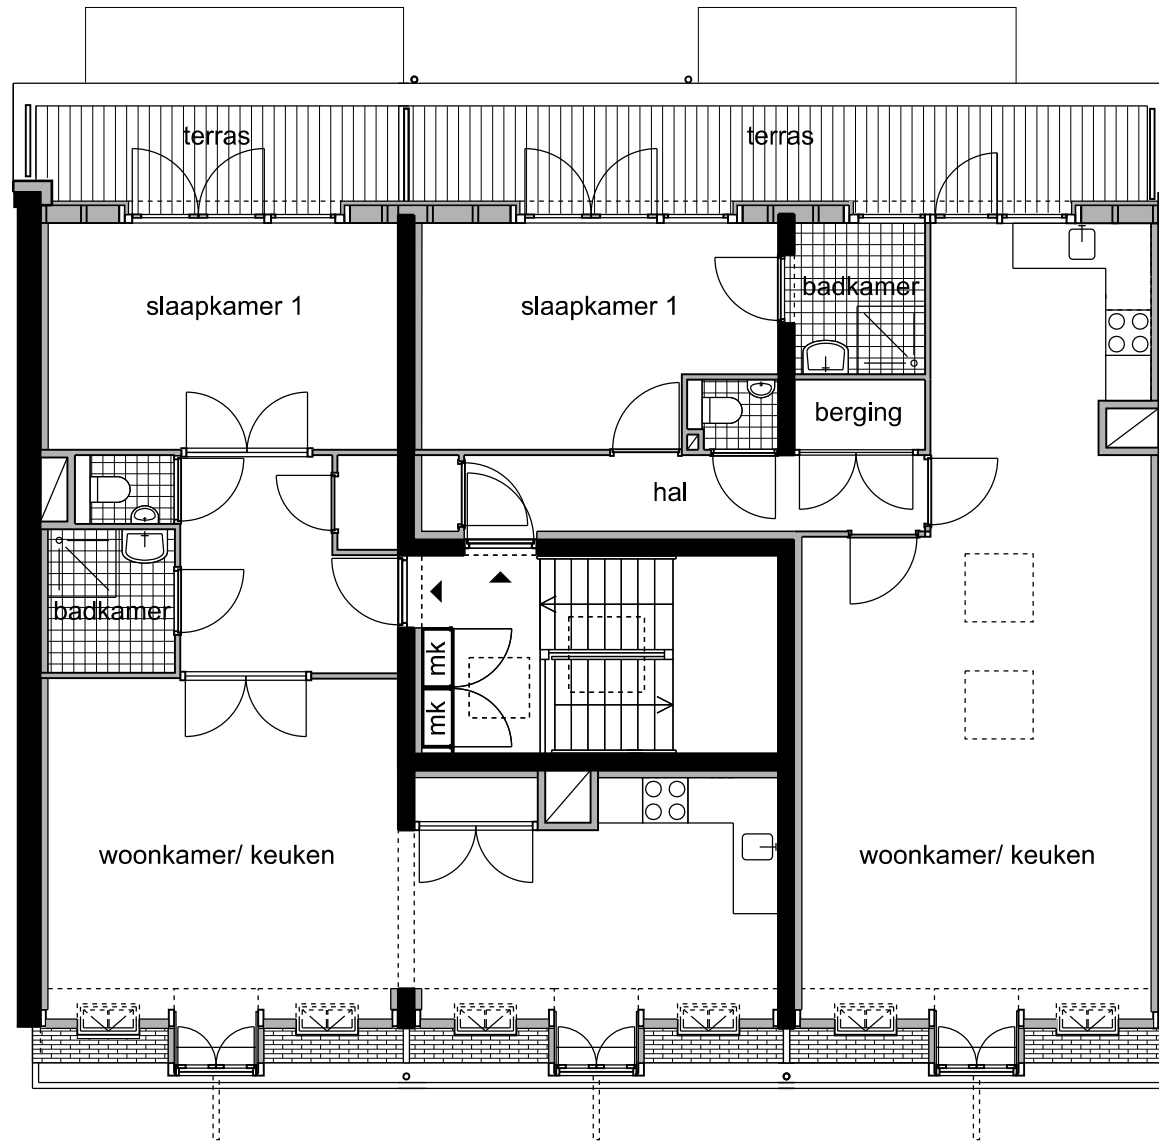 terras
terras
slaapkamer 1
slaapkamer 1
badkamer
berging
hal
badkamer
mk
mk
woonkamer/ keuken
woonkamer/ keuken